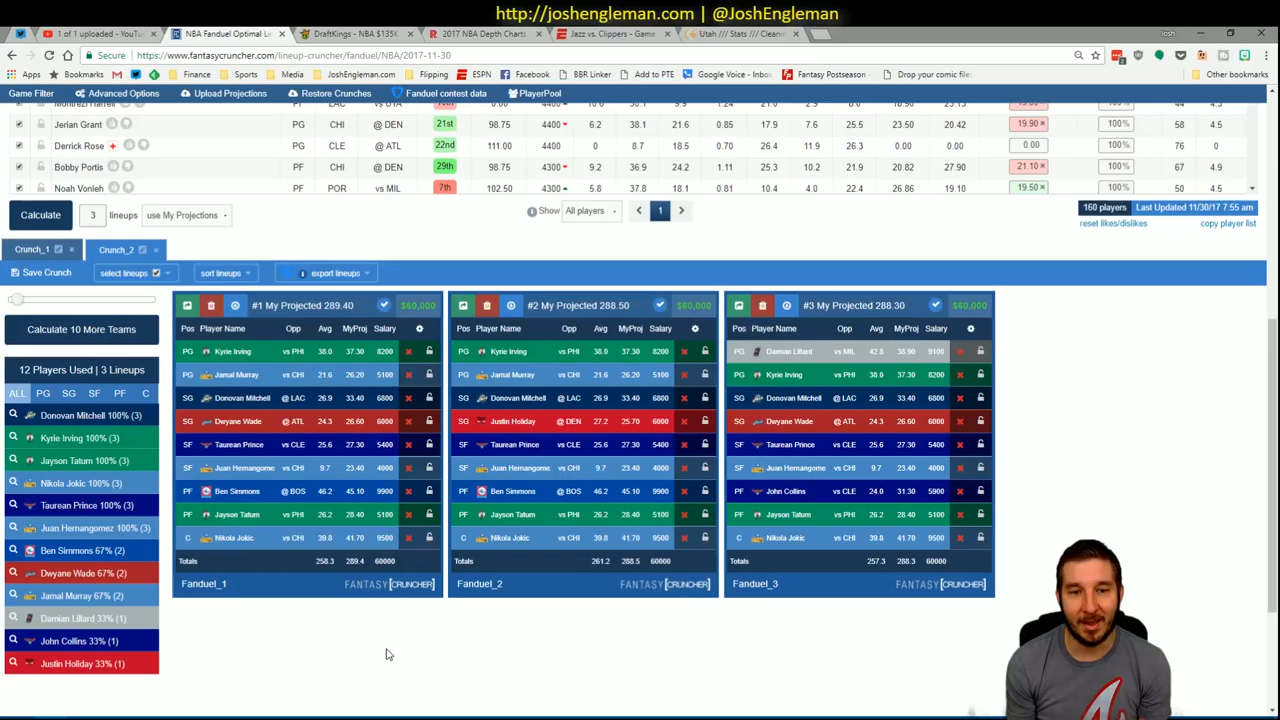 http://joshengleman.com | @JoshEngleman
1 of 1 uploaded - YouT
NBA Fanduel Optimal Li
DraftKings - NBA $135K
2017 NBA Depth Charts
Jazz vs. Clippers - Game
Utah /// Stats /// Cleane
Josh
Secure
https://www.fantasycruncher.com/lineup-cruncher/fanduel/NBA/2017-11-30
Apps Bookmarks Finance Sports Media JoshEngleman.com Flipping ESPN Facebook BBR Linker Add to PTE Google Voice - Inbo Fantasy Postseason - Drop your comic files Other bookmarks
Game Filter Advanced Options Upload Projections Restore Crunches Fanduel contest data PlayerPool
Jerian Grant PG CHI @ DEN 21st 98.75 4400 6.2 38.1 21.6 0.85 17.9 7.6 25.5 23.50 20.42 19.90 × 100% 58 4.5
Derrick Rose PG CLE @ ATL 22nd 111.00 4400 0 8.7 18.5 0.70 26.4 11.9 26.3 0.00 0.00 0.00 100% 76 0
Bobby Portis PF CHI @ DEN 29th 98.75 4300 9.2 36.9 24.2 1.11 25.3 10.2 21.9 20.82 27.90 21.10 × 100% 67 4.9
Noah Vonleh PF POR vs MIL 7th 102.50 4300 5.8 37.8 18.1 0.81 10.4 4.0 22.4 26.86 19.10 19.50 × 100% 50 4.5
Calculate 3 lineups use My Projections Show All players 1 160 players Last Updated 11/30/17 7:55 am
reset likes/dislikes copy player list
Crunch_1 × Crunch_2 ×
Save Crunch select lineups sort lineups export lineups
Calculate 10 More Teams
12 Players Used | 3 Lineups
ALL PG SG SF PF C
Donovan Mitchell 100% (3)
Kyrie Irving 100% (3)
Jayson Tatum 100% (3)
Nikola Jokic 100% (3)
Taurean Prince 100% (3)
Juan Hernangomez 100% (3)
Ben Simmons 67% (2)
Dwyane Wade 67% (2)
Jamal Murray 67% (2)
Damian Lillard 33% (1)
John Collins 33% (1)
Justin Holiday 33% (1)
#1 My Projected 289.40 $60,000
Pos Player Name Opp Avg MyProj Salary
PG Kyrie Irving vs PHI 38.0 37.30 8200
PG Jamal Murray vs CHI 21.6 26.20 5100
SG Donovan Mitchell @ LAC 26.9 33.40 6800
SG Dwyane Wade @ ATL 24.3 26.60 6000
SF Taurean Prince vs CLE 25.6 27.30 5400
SF Juan Hernangome vs CHI 9.7 23.40 4000
PF Ben Simmons @ BOS 46.2 45.10 9900
PF Jayson Tatum vs PHI 26.2 28.40 5100
C Nikola Jokic vs CHI 39.8 41.70 9500
Totals 258.3 289.4 60000
Fanduel_1 FANTASY [CRUNCHER]
#2 My Projected 288.50 $60,000
Pos Player Name Opp Avg MyProj Salary
PG Kyrie Irving vs PHI 38.0 37.30 8200
PG Jamal Murray vs CHI 21.6 26.20 5100
SG Donovan Mitchell @ LAC 26.9 33.40 6800
SG Justin Holiday @ DEN 27.2 25.70 6000
SF Taurean Prince vs CLE 25.6 27.30 5400
SF Juan Hernangome vs CHI 9.7 23.40 4000
PF Ben Simmons @ BOS 46.2 45.10 9900
PF Jayson Tatum vs PHI 26.2 28.40 5100
C Nikola Jokic vs CHI 39.8 41.70 9500
Totals 261.2 288.5 60000
Fanduel_2 FANTASY [CRUNCHER]
#3 My Projected 288.30 $60,000
Pos Player Name Opp Avg MyProj Salary
PG Damian Lillard vs MIL 42.8 38.90 9100
PG Kyrie Irving vs PHI 38.0 37.30 8200
SG Donovan Mitchell @ LAC 26.9 33.40 6800
SG Dwyane Wade @ ATL 24.3 26.60 6000
SF Taurean Prince vs CLE 25.6 27.30 5400
SF Juan Hernangome vs CHI 9.7 23.40 4000
PF John Collins vs CLE 24.0 31.30 5900
PF Jayson Tatum vs PHI 26.2 28.40 5100
C Nikola Jokic vs CHI 39.8 41.70 9500
Totals 257.3 288.3 60000
Fanduel_3 FANTASY [CRUNCHER]